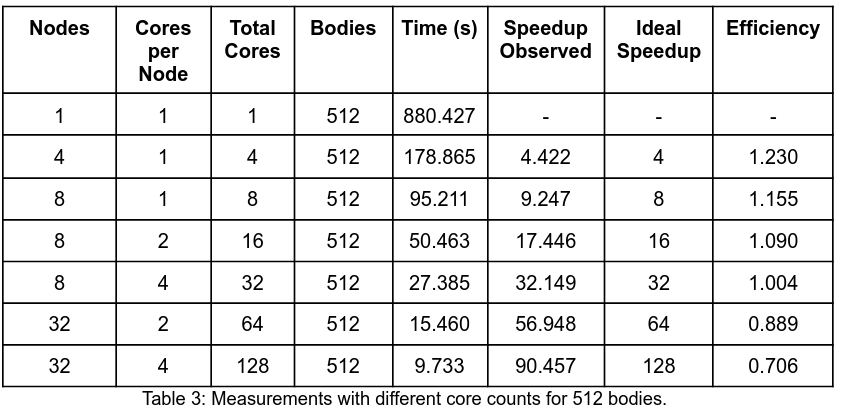 Nodes Cores per Node Total Cores Bodies Time (s) Speedup Observed Ideal Speedup Efficiency
1 1 1 512 880.427 - - -
4 1 4 512 178.865 4.422 4 1.230
8 1 8 512 95.211 9.247 8 1.155
8 2 16 512 50.463 17.446 16 1.090
8 4 32 512 27.385 32.149 32 1.004
32 2 64 512 15.460 56.948 64 0.889
32 4 128 512 9.733 90.457 128 0.706
Table 3: Measurements with different core counts for 512 bodies.